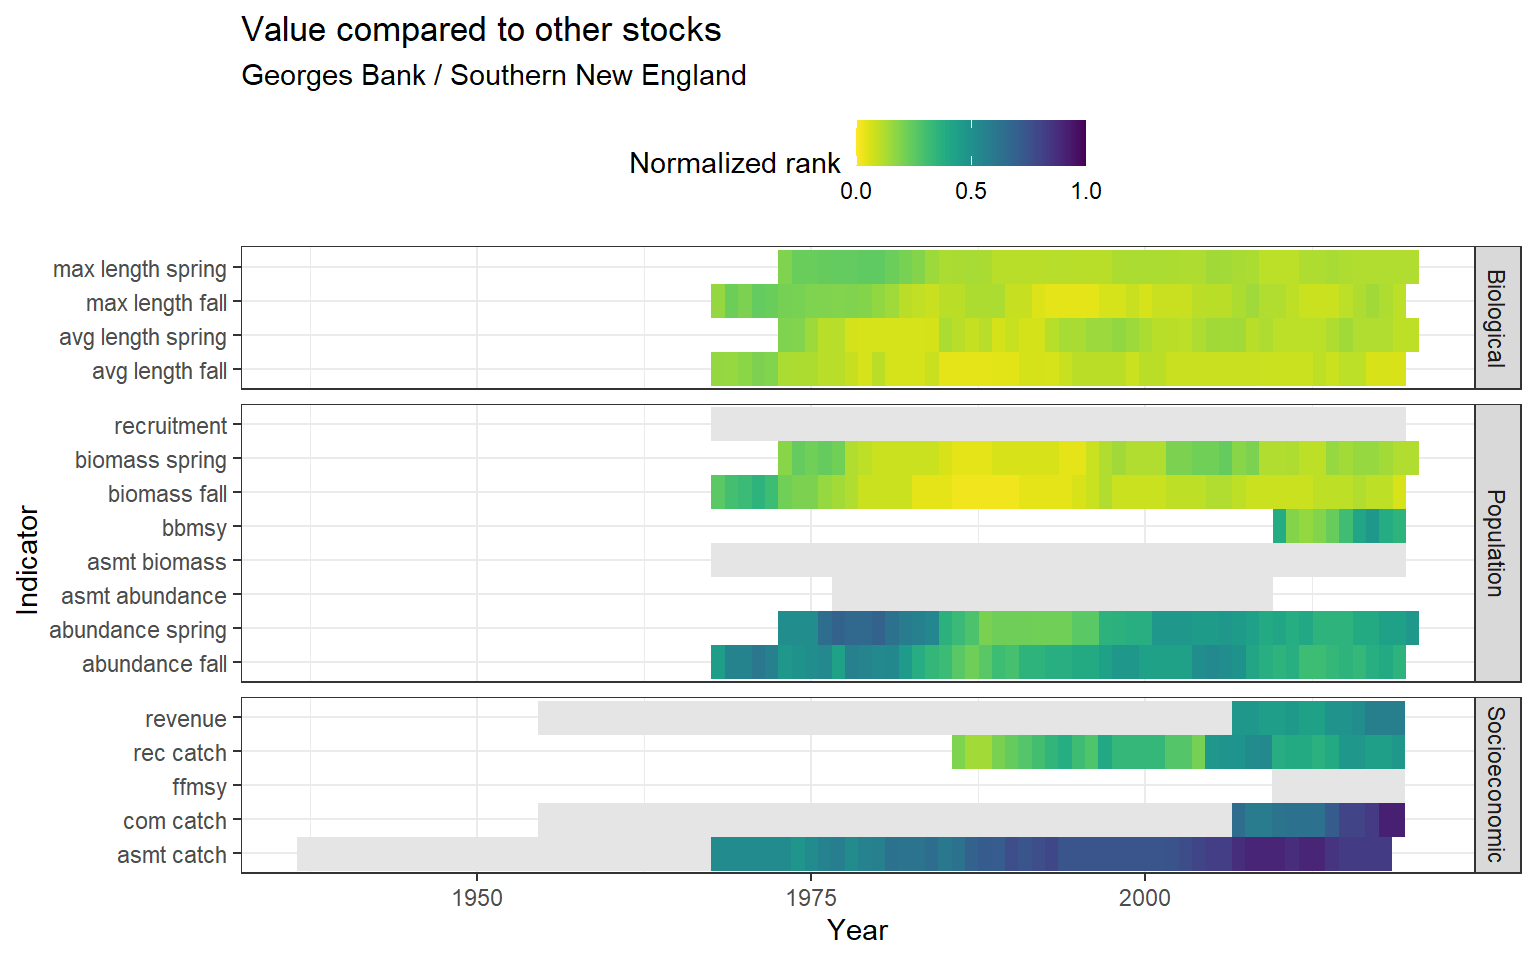 Value compared to other stocks
Georges Bank / Southern New England
Normalized rank
0.0 0.5 1.0
Indicator
max length spring
max length fall
avg length spring
avg length fall
Biological
recruitment
biomass spring
biomass fall
bbmsy
asmt biomass
asmt abundance
abundance spring
abundance fall
Population
revenue
rec catch
ffmsy
com catch
asmt catch
Socioeconomic
1950 1975 2000
Year